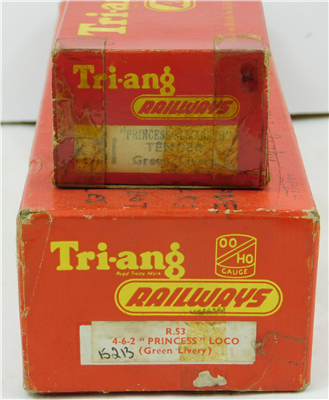 Tri-ang
RAILWAYS
"PRINCESS
TENDER
Green Livery
Tri-ang
Regd. Trade Mark
OO
HO
GAUGE
RAILWAYS
R.53
4-6-2 "PRINCESS" LOCO
(Green Livery)
15213